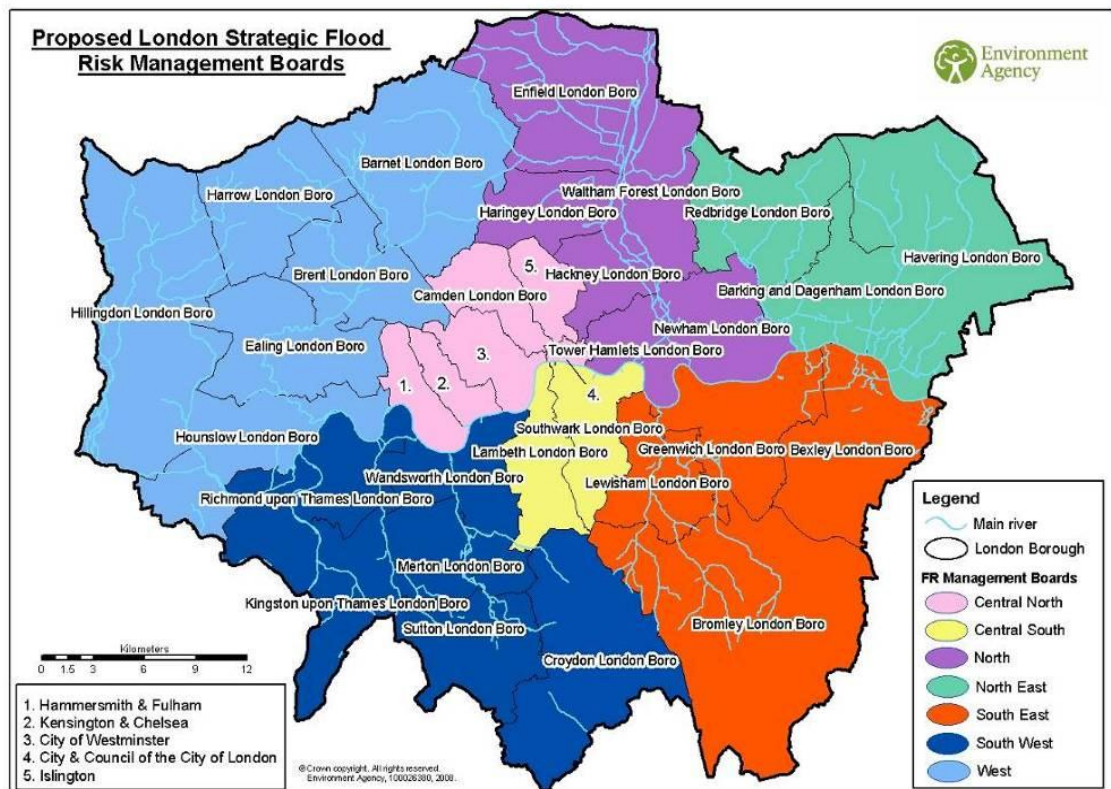 Proposed London Strategic Flood
Risk Management Boards
Environment
Agency
Enfield London Boro
Barnet London Boro
Harrow London Boro
Waltham Forest London Boro
Haringey London Boro
Redbridge London Boro
Havering London Boro
Brent London Boro
5.
Hackney London Boro
Camden London Boro
Barking and Dagenham London Boro
Hillingdon London Boro
Newham London Boro
Ealing London Boro
3.
Tower Hamlets London Boro
1.
2.
4.
Hounslow London Boro
Southwark London Boro
Lambeth London Boro
Greenwich London Boro
Bexley London Boro
Wandsworth London Boro
Lewisham London Boro
Richmond upon Thames London Boro
Merton London Boro
Kingston upon Thames London Boro
Sutton London Boro
Bromley London Boro
Croydon London Boro
Legend
Main river
London Borough
FR Management Boards
Central North
Central South
North
North East
South East
South West
West
Kilometers
0 1.5 3 6 9 12
1. Hammersmith & Fulham
2. Kensington & Chelsea
3. City of Westminster
4. City & Council of the City of London
5. Islington
© Crown copyright. All rights reserved.
Environment Agency, 100026380, 2008.